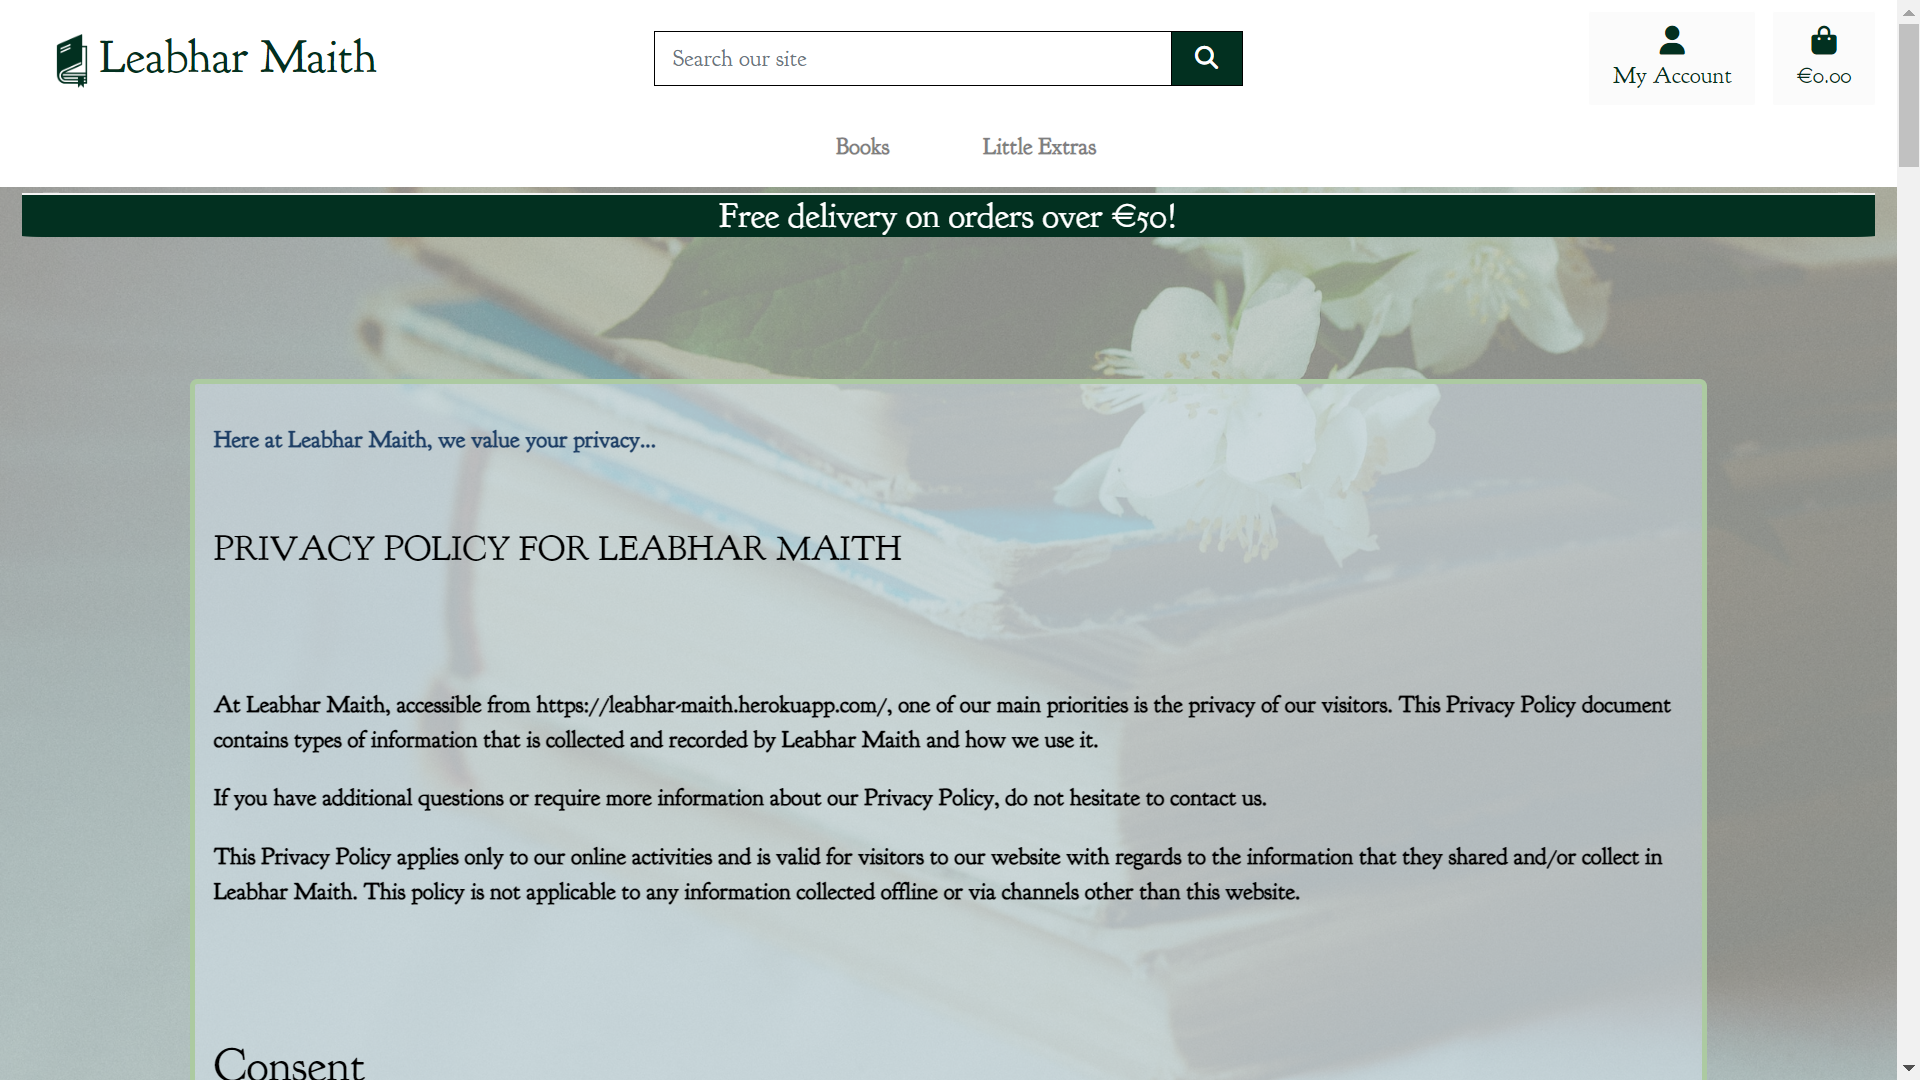 Leabhar Maith
Search our site
My Account
€0.00
Books
Little Extras
Free delivery on orders over €50!
Here at Leabhar Maith, we value your privacy...
PRIVACY POLICY FOR LEABHAR MAITH
At Leabhar Maith, accessible from https://leabhar-maith.herokuapp.com/, one of our main priorities is the privacy of our visitors. This Privacy Policy document
contains types of information that is collected and recorded by Leabhar Maith and how we use it.
If you have additional questions or require more information about our Privacy Policy, do not hesitate to contact us.
This Privacy Policy applies only to our online activities and is valid for visitors to our website with regards to the information that they shared and/or collect in
Leabhar Maith. This policy is not applicable to any information collected offline or via channels other than this website.
Consent